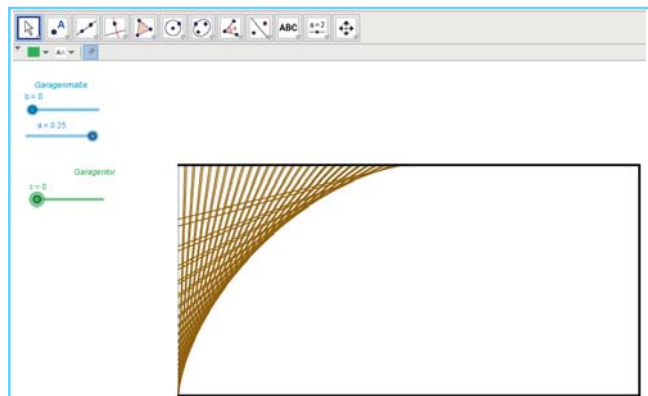 ABC
a=2
Garagenmaße
b = 0
a = 0.25
Garagentor
s = 0